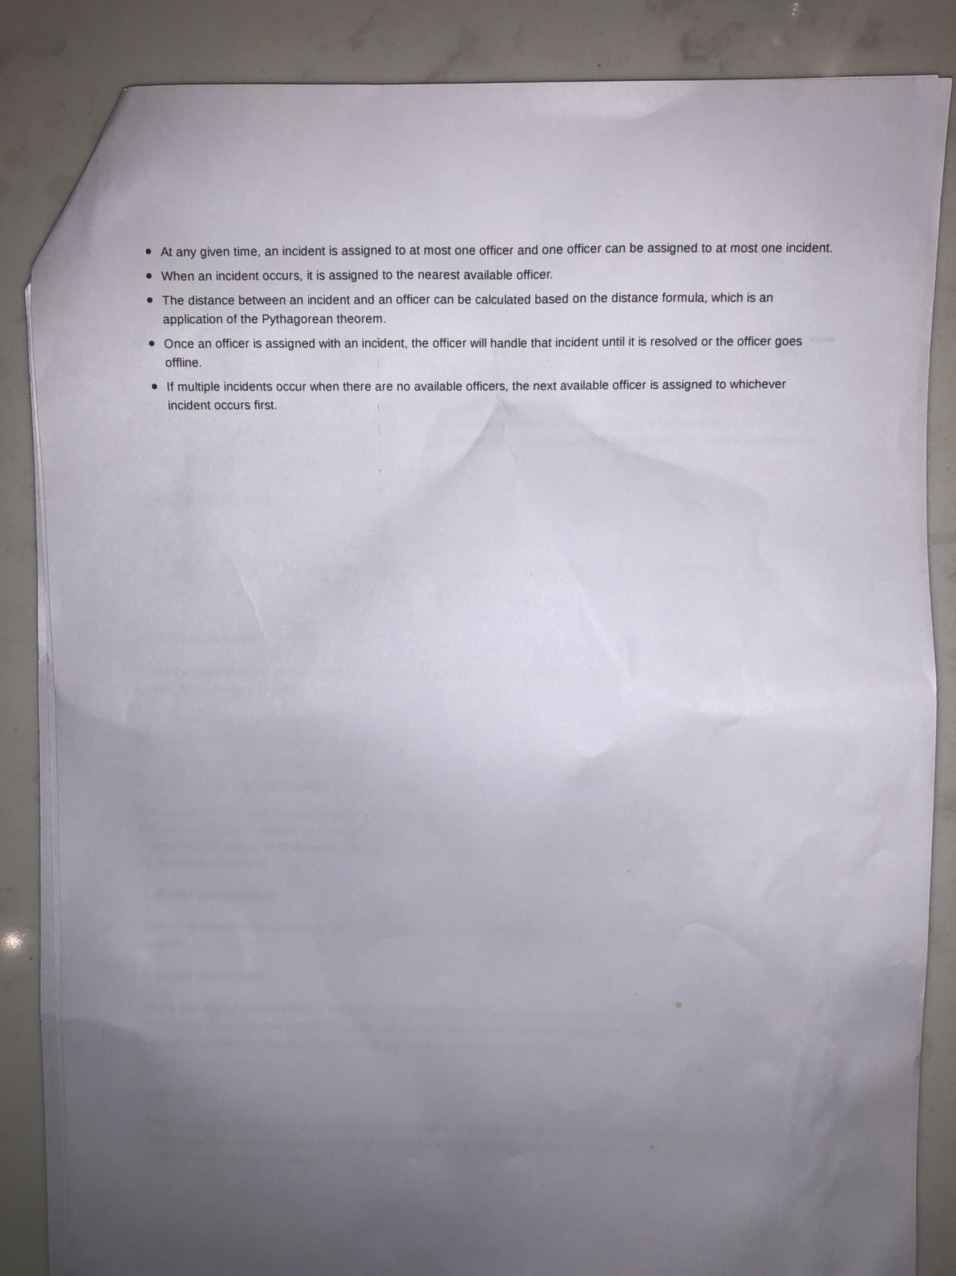 • At any given time, an incident is assigned to at most one officer and one officer can be assigned to at most one incident.
• When an incident occurs, it is assigned to the nearest available officer.
• The distance between an incident and an officer can be calculated based on the distance formula, which is an
application of the Pythagorean theorem.
• Once an officer is assigned with an incident, the officer will handle that incident until it is resolved or the officer goes
offline.
• If multiple incidents occur when there are no available officers, the next available officer is assigned to whichever
incident occurs first.